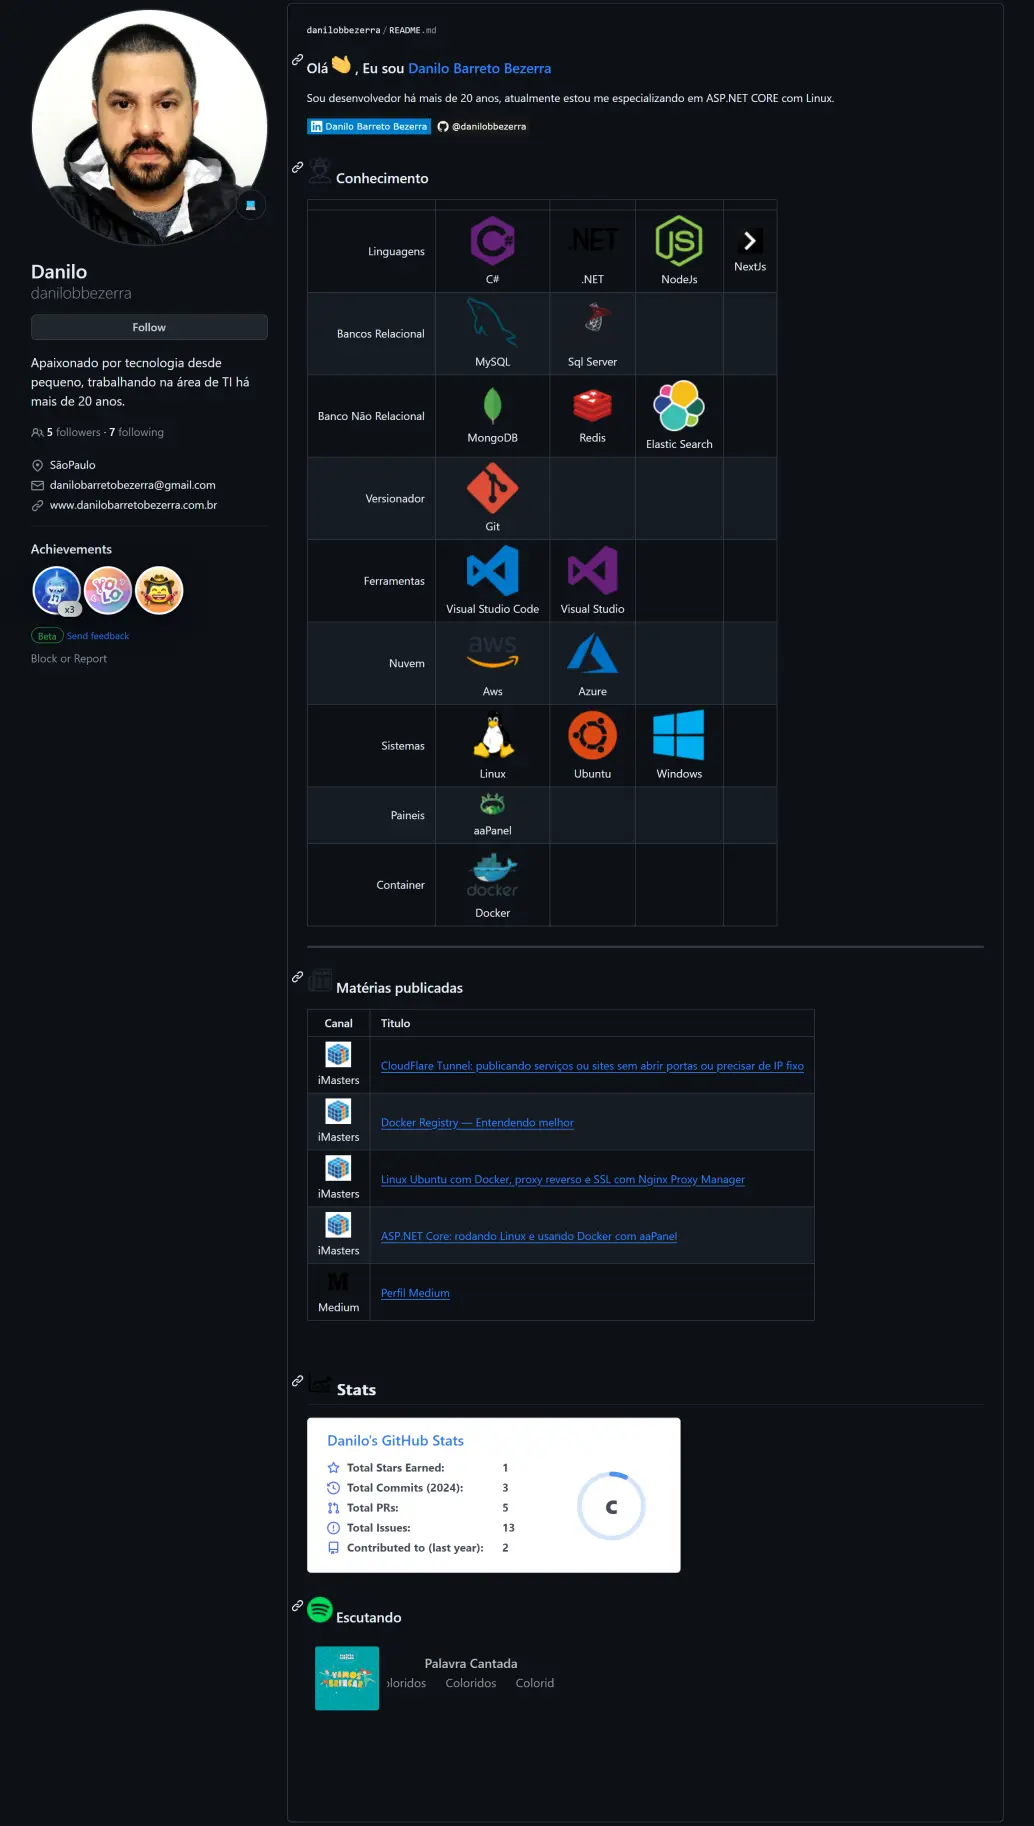 Danilo
danilobbezerra
Follow
Apaixonado por tecnologia desde
pequeno, trabalhando na área de TI há
mais de 20 anos.
5 followers · 7 following
SãoPaulo
danilobarretobezerra@gmail.com
www.danilobarretobezerra.com.br
Achievements
x3
YOLO
Beta Send feedback
Block or Report
danilobbezerra/README.md
Olá 👋, Eu sou Danilo Barreto Bezerra
Sou desenvolvedor há mais de 20 anos, atualmente estou me especializando em ASP.NET CORE com Linux.
in Danilo Barreto Bezerra @danilobbezerra
Conhecimento
Linguagens
C#
C#
.NET
.NET
JS
NodeJs
NextJs
Bancos Relacional
MySQL
Sql Server
Banco Não Relacional
MongoDB
Redis
Elastic Search
Versionador
Git
Ferramentas
Visual Studio Code
Visual Studio
Nuvem
aws
Aws
Azure
Sistemas
Linux
Ubuntu
Windows
Paineis
aaPanel
Container
docker
Docker
Matérias publicadas
Canal Titulo
iMasters
CloudFlare Tunnel: publicando serviços ou sites sem abrir portas ou precisar de IP fixo
iMasters
Docker Registry — Entendendo melhor
iMasters
Linux Ubuntu com Docker, proxy reverso e SSL com Nginx Proxy Manager
iMasters
ASP.NET Core: rodando Linux e usando Docker com aaPanel
M
Medium
Perfil Medium
Stats
Danilo's GitHub Stats
Total Stars Earned: 1
Total Commits (2024): 3
Total PRs: 5
Total Issues: 13
Contributed to (last year): 2
C
Escutando
VAMOS
BRINCAR
Palavra Cantada
oloridos Coloridos Colorid